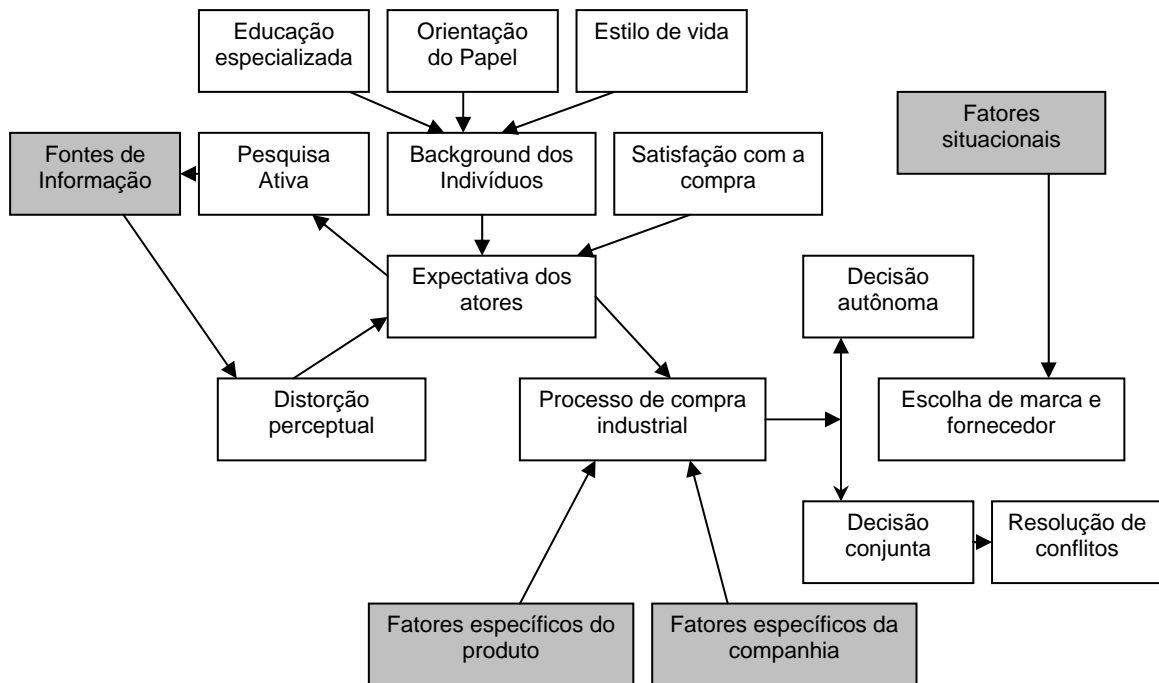 Educação
especializada
Orientação
do Papel
Estilo de vida
Fatores
situacionais
Fontes de
Informação
Pesquisa
Ativa
Background dos
Indivíduos
Satisfação com a
compra
Expectativa dos
atores
Decisão
autônoma
Distorção
perceptual
Processo de compra
industrial
Escolha de marca e
fornecedor
Decisão
conjunta
Resolução de
conflitos
Fatores específicos do
produto
Fatores específicos da
companhia